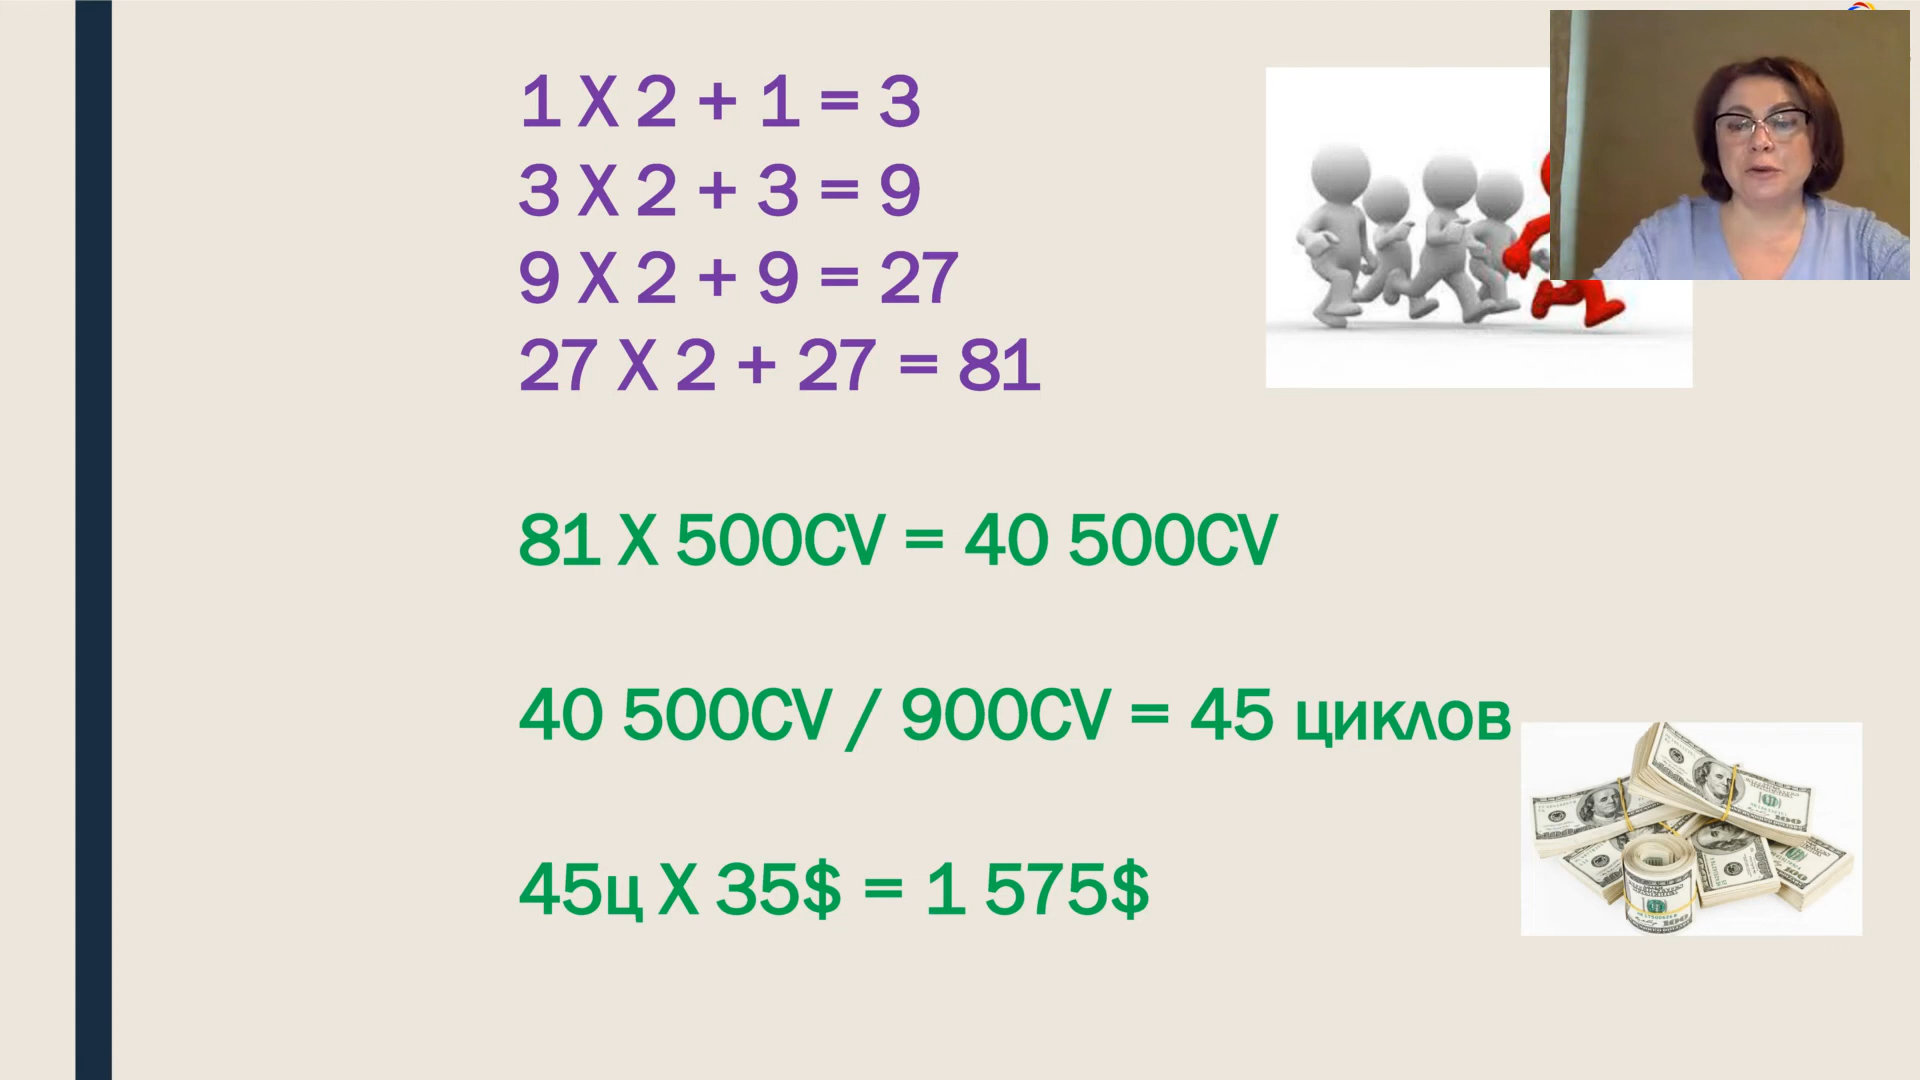 1 X 2 + 1 = 3
3 X 2 + 3 = 9
9 X 2 + 9 = 27
27 X 2 + 27 = 81
81 X 500CV = 40 500CV
40 500CV / 900CV = 45 циклов
45ц X 35$ = 1 575$